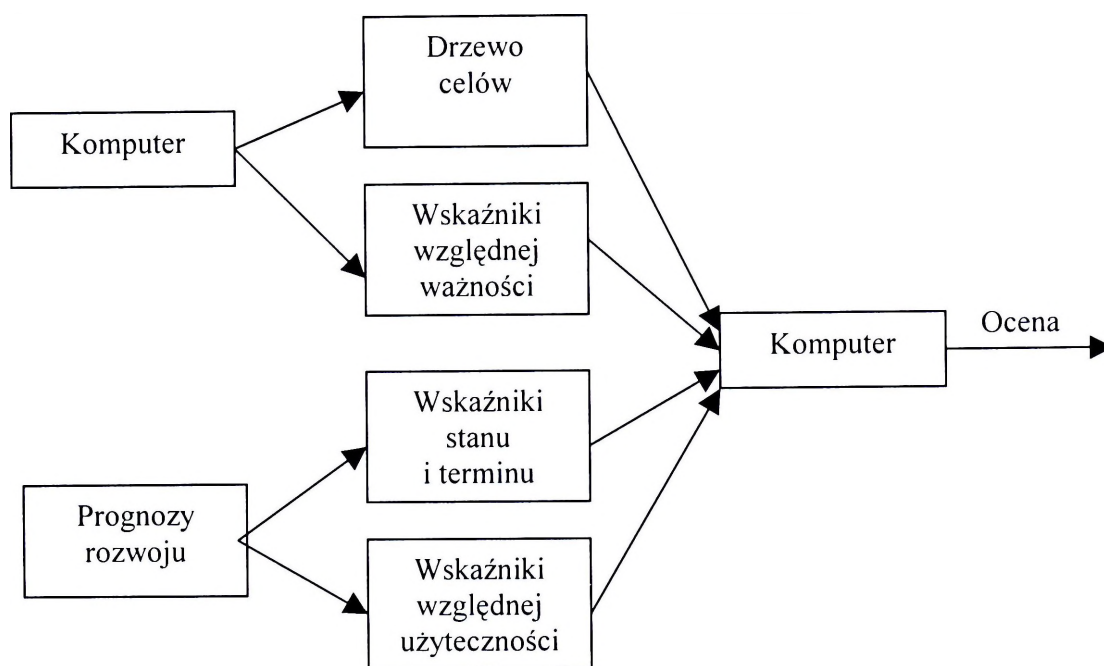 Drzewo
celów
Komputer
Wskaźniki
względnej
ważności
Ocena
Komputer
Wskaźniki
stanu
i terminu
Prognozy
rozwoju
Wskaźniki
względnej
użyteczności